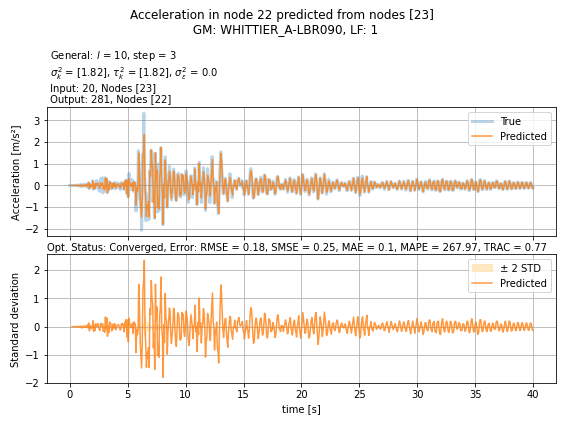 Acceleration in node 22 predicted from nodes [23]
GM: WHITTIER_A-LBR090, LF: 1
General: l = 10, step = 3
σ²ₖ = [1.82], τ²ₖ = [1.82], σ²ε = 0.0
Input: 20, Nodes [23]
Output: 281, Nodes [22]
Acceleration [m/s²]
3
2
1
0
−1
−2
True
Predicted
Opt. Status: Converged, Error: RMSE = 0.18, SMSE = 0.25, MAE = 0.1, MAPE = 267.97, TRAC = 0.77
Standard deviation
2
1
0
−1
−2
± 2 STD
Predicted
0 5 10 15 20 25 30 35 40
time [s]